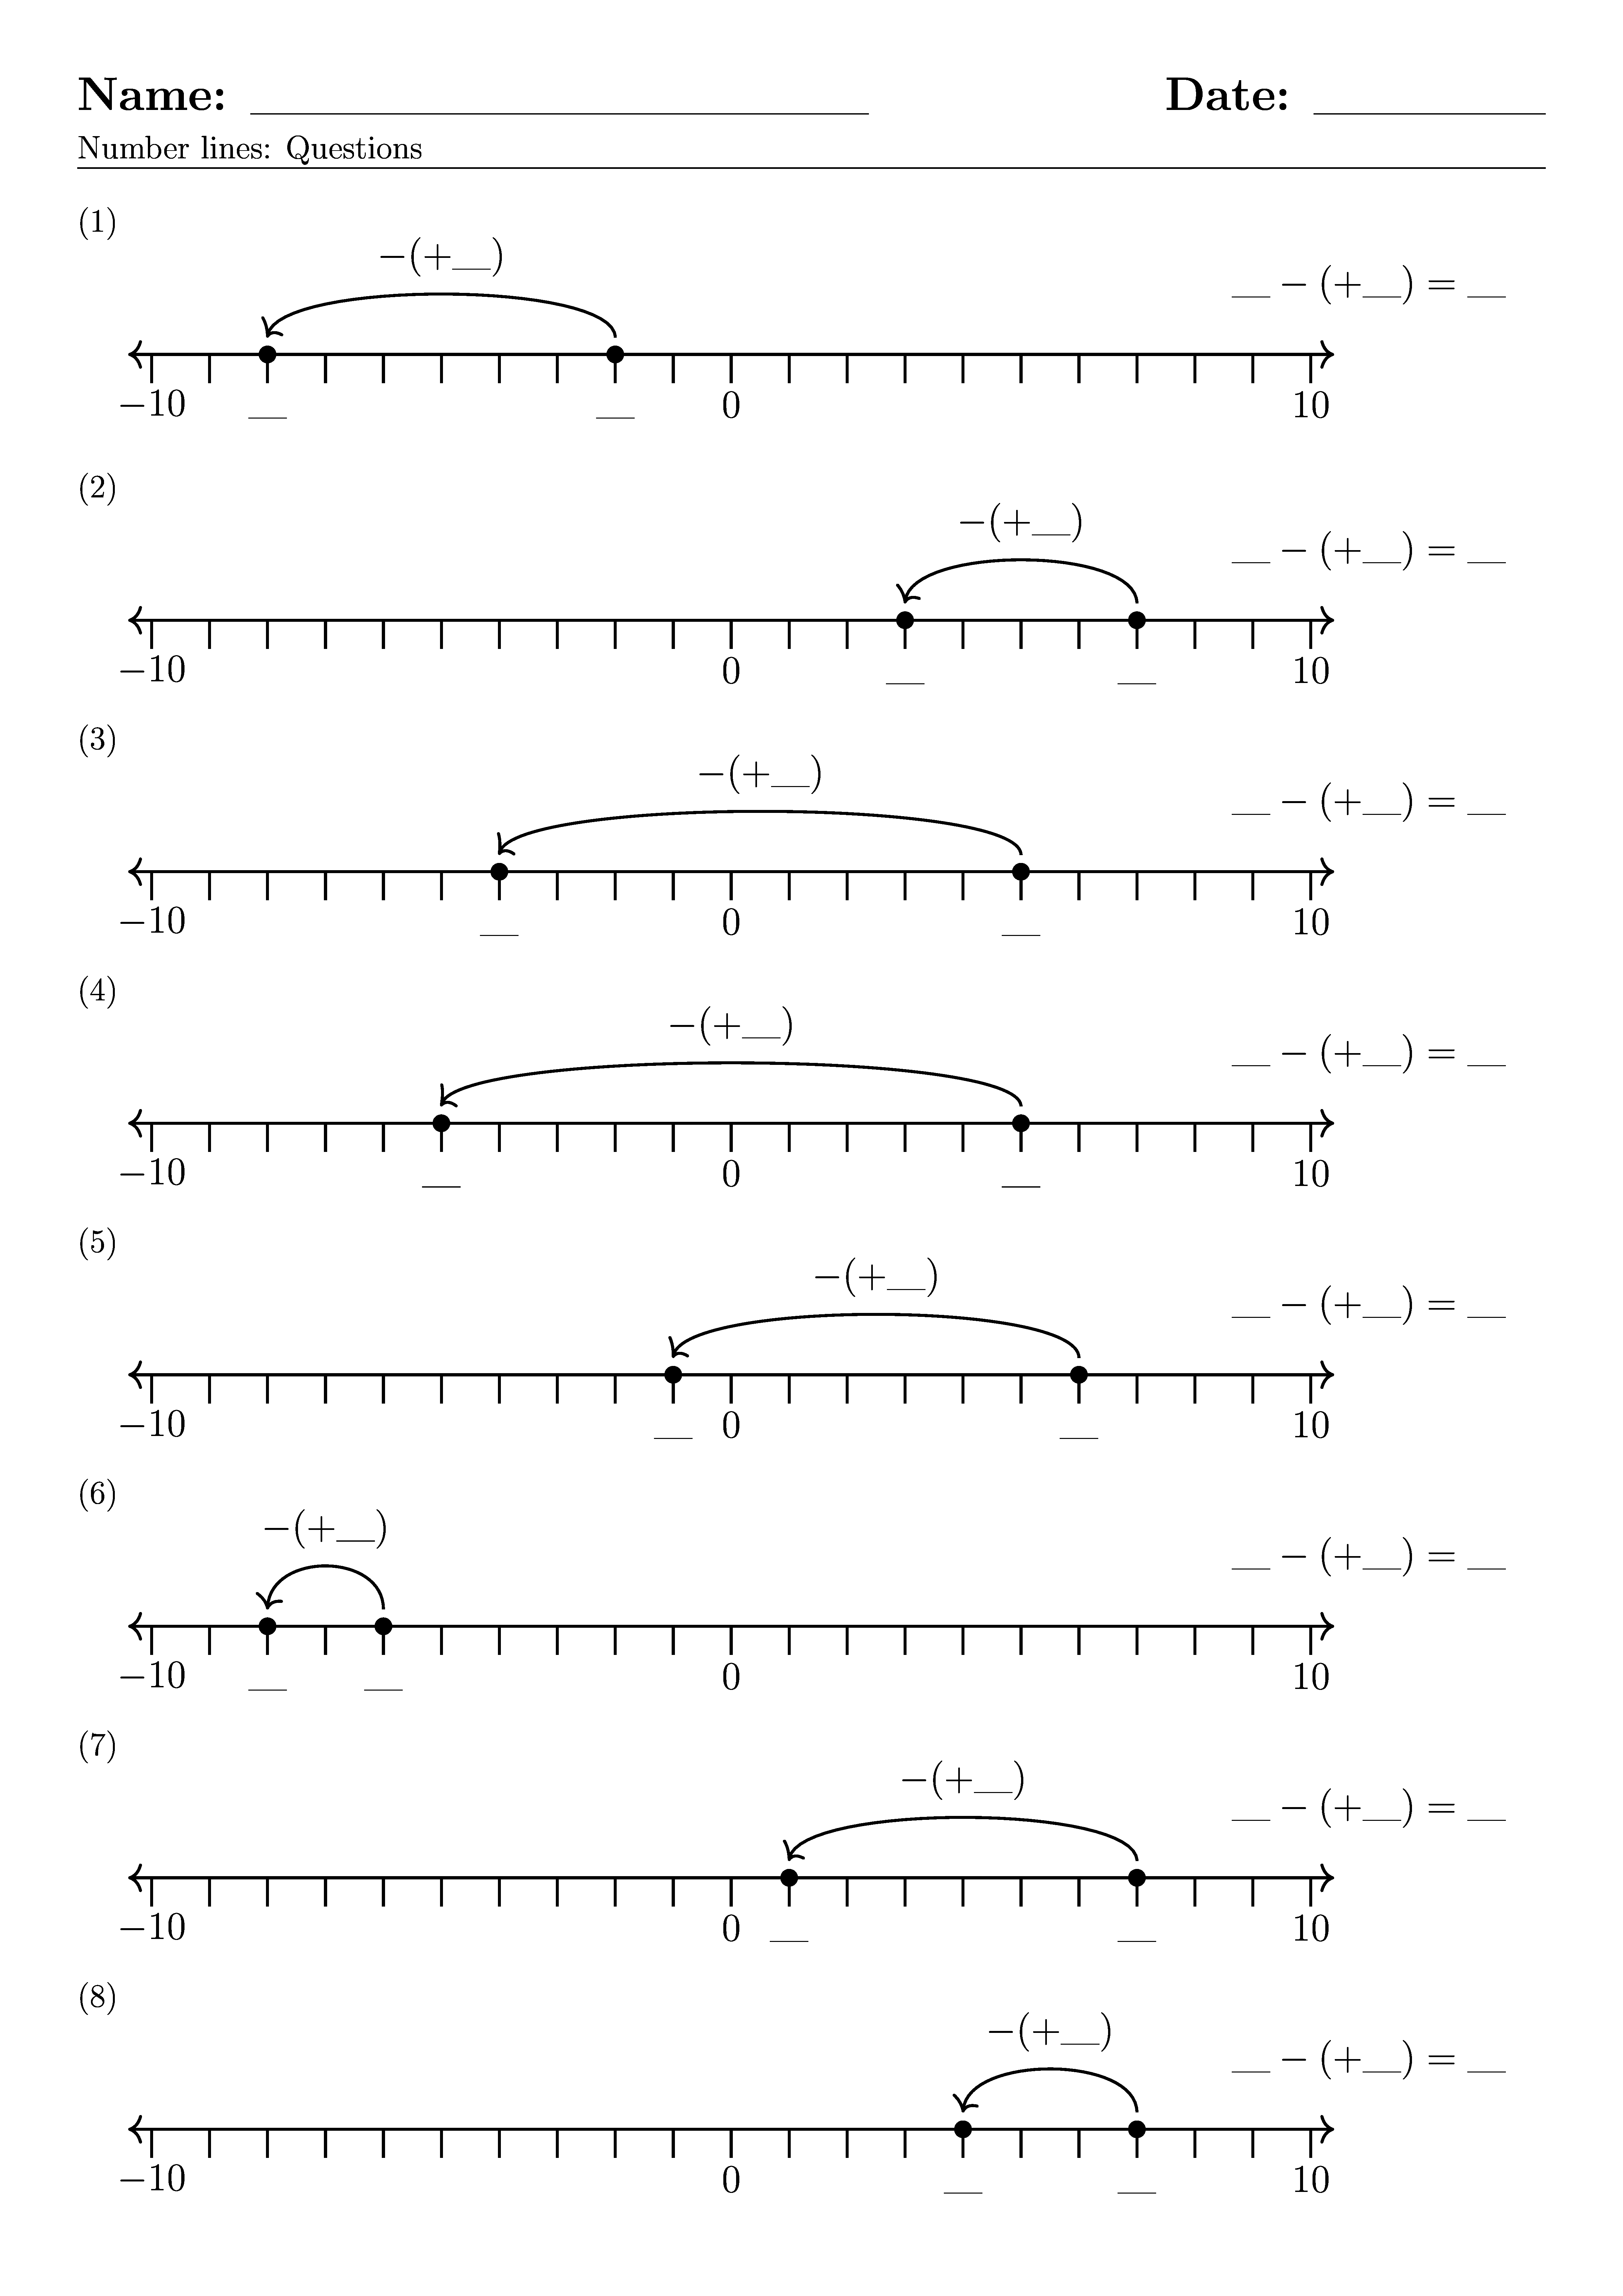 Name: ____________ Date: ____________
Number lines: Questions
(1)
−(+__)
__ − (+__) = __
−10 __ __ 0 10
(2)
−(+__)
__ − (+__) = __
−10 0 __ __ 10
(3)
−(+__)
__ − (+__) = __
−10 __ 0 __ 10
(4)
−(+__)
__ − (+__) = __
−10 __ 0 __ 10
(5)
−(+__)
__ − (+__) = __
−10 __ 0 __ 10
(6)
−(+__)
__ − (+__) = __
−10 __ __ 0 10
(7)
−(+__)
__ − (+__) = __
−10 0 __ __ 10
(8)
−(+__)
__ − (+__) = __
−10 0 __ __ 10